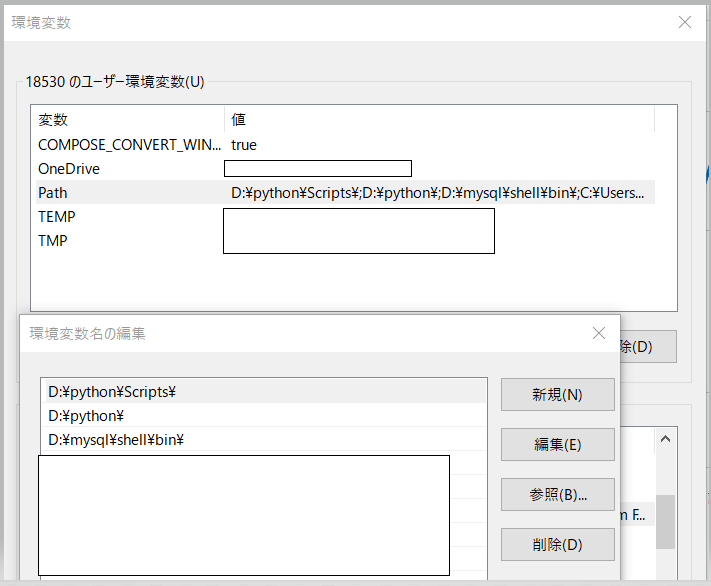 環境変数
18530 のユーザー環境変数(U)
変数 値
COMPOSE_CONVERT_WIN... true
OneDrive
Path D:¥python¥Scripts¥;D:¥python¥;D:¥mysql¥shell¥bin¥;C:¥Users...
TEMP
TMP
環境変数名の編集
除(D)
D:¥python¥Scripts¥
新規(N)
D:¥python¥
D:¥mysql¥shell¥bin¥
編集(E)
参照(B)...
m F...
削除(D)